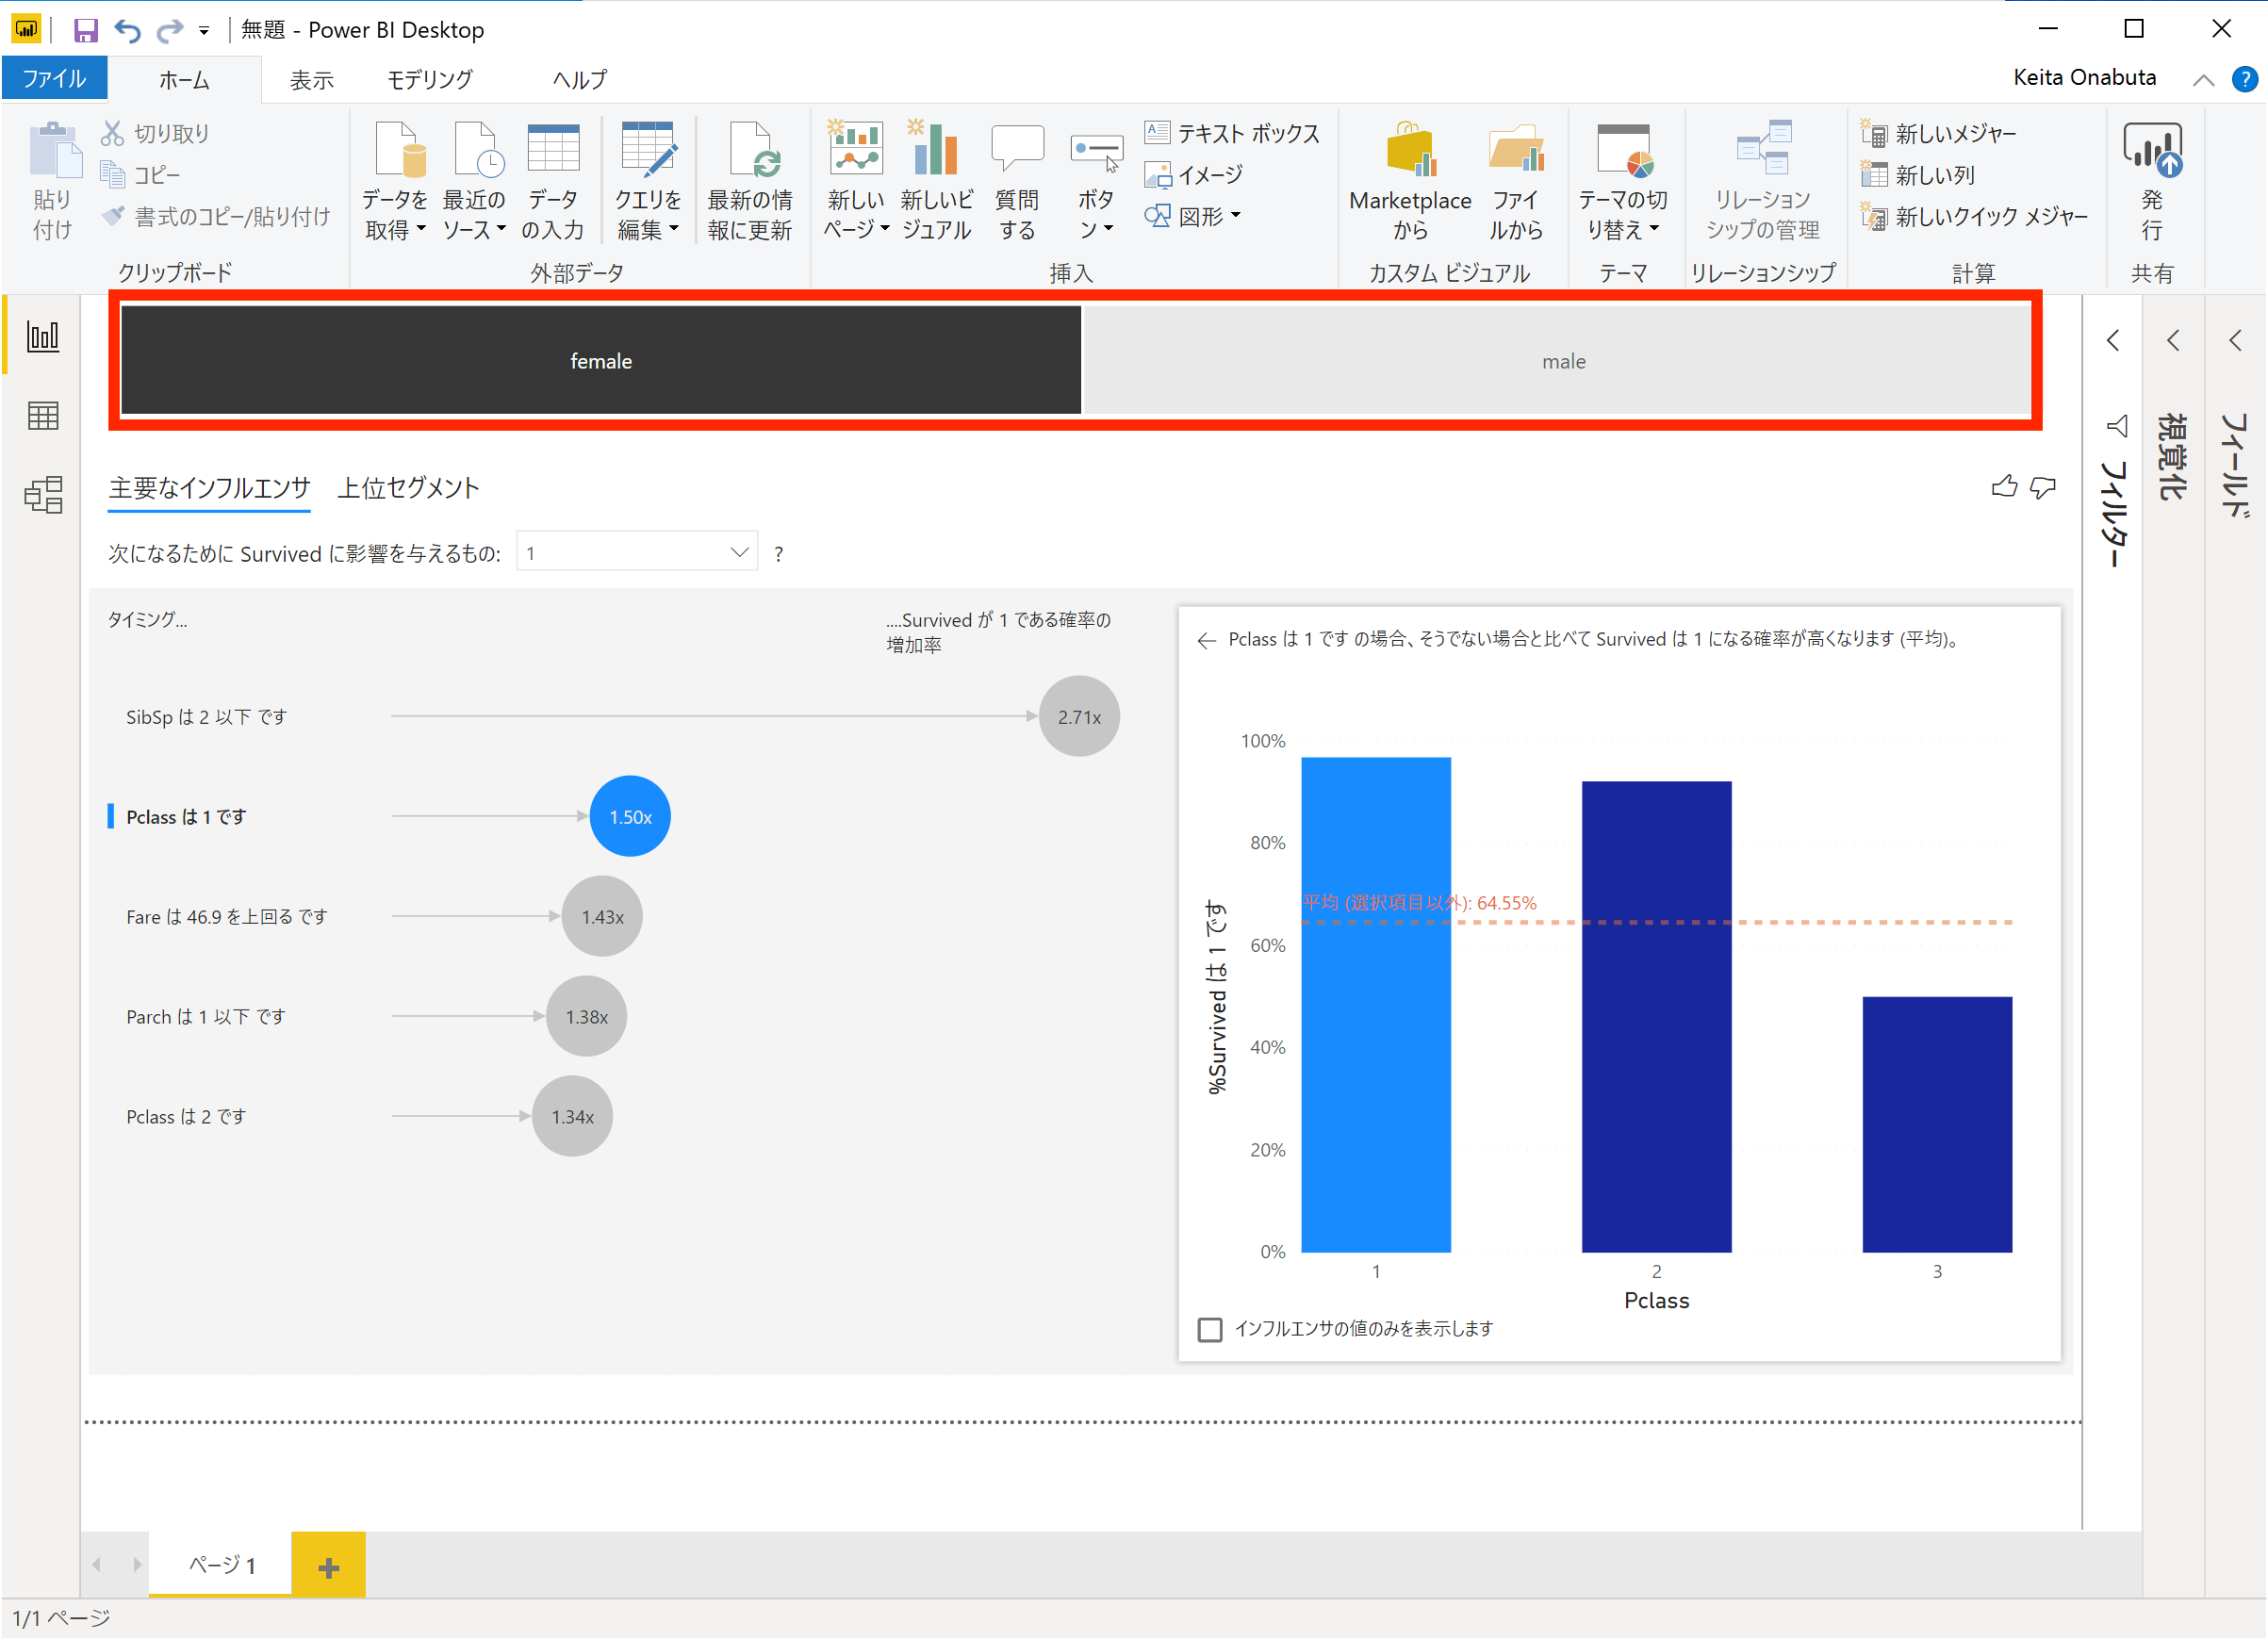 無題 - Power BI Desktop
ファイル
ホーム
表示
モデリング
ヘルプ
Keita Onabuta
?
貼り
付け
切り取り
コピー
書式のコピー/貼り付け
クリップボード
データを
取得
最近の
ソース
データ
の入力
クエリを
編集
最新の情
報に更新
外部データ
新しい
ページ
新しいビ
ジュアル
質問
する
ボタ
ン
テキスト ボックス
イメージ
図形
挿入
Marketplace
から
ファイ
ルから
カスタム ビジュアル
テーマの切
り替え
テーマ
リレーション
シップの管理
リレーションシップ
新しいメジャー
新しい列
新しいクイック メジャー
計算
発
行
共有
female
male
主要なインフルエンサ
上位セグメント
次になるために Survived に影響を与えるもの:
1
?
タイミング...
....Survived が 1 である確率の
増加率
SibSp は 2 以下 です
2.71x
Pclass は 1 です
1.50x
Fare は 46.9 を上回る です
1.43x
Parch は 1 以下 です
1.38x
Pclass は 2 です
1.34x
Pclass は 1 です の場合、そうでない場合と比べて Survived は 1 になる確率が高くなります (平均)。
100%
80%
60%
40%
20%
0%
%Survived は 1 です
平均 (選択項目以外): 64.55%
1
2
3
Pclass
インフルエンサの値のみを表示します
フィルター
視覚化
フィールド
ページ 1
1/1 ページ